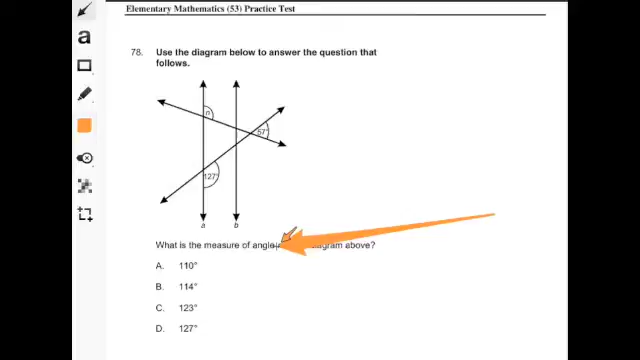 Elementary Mathematics (53) Practice Test
a
78. Use the diagram below to answer the question that
follows.
n
57°
127°
a b
What is the measure of angle diagram above?
A. 110°
B. 114°
C. 123°
D. 127°